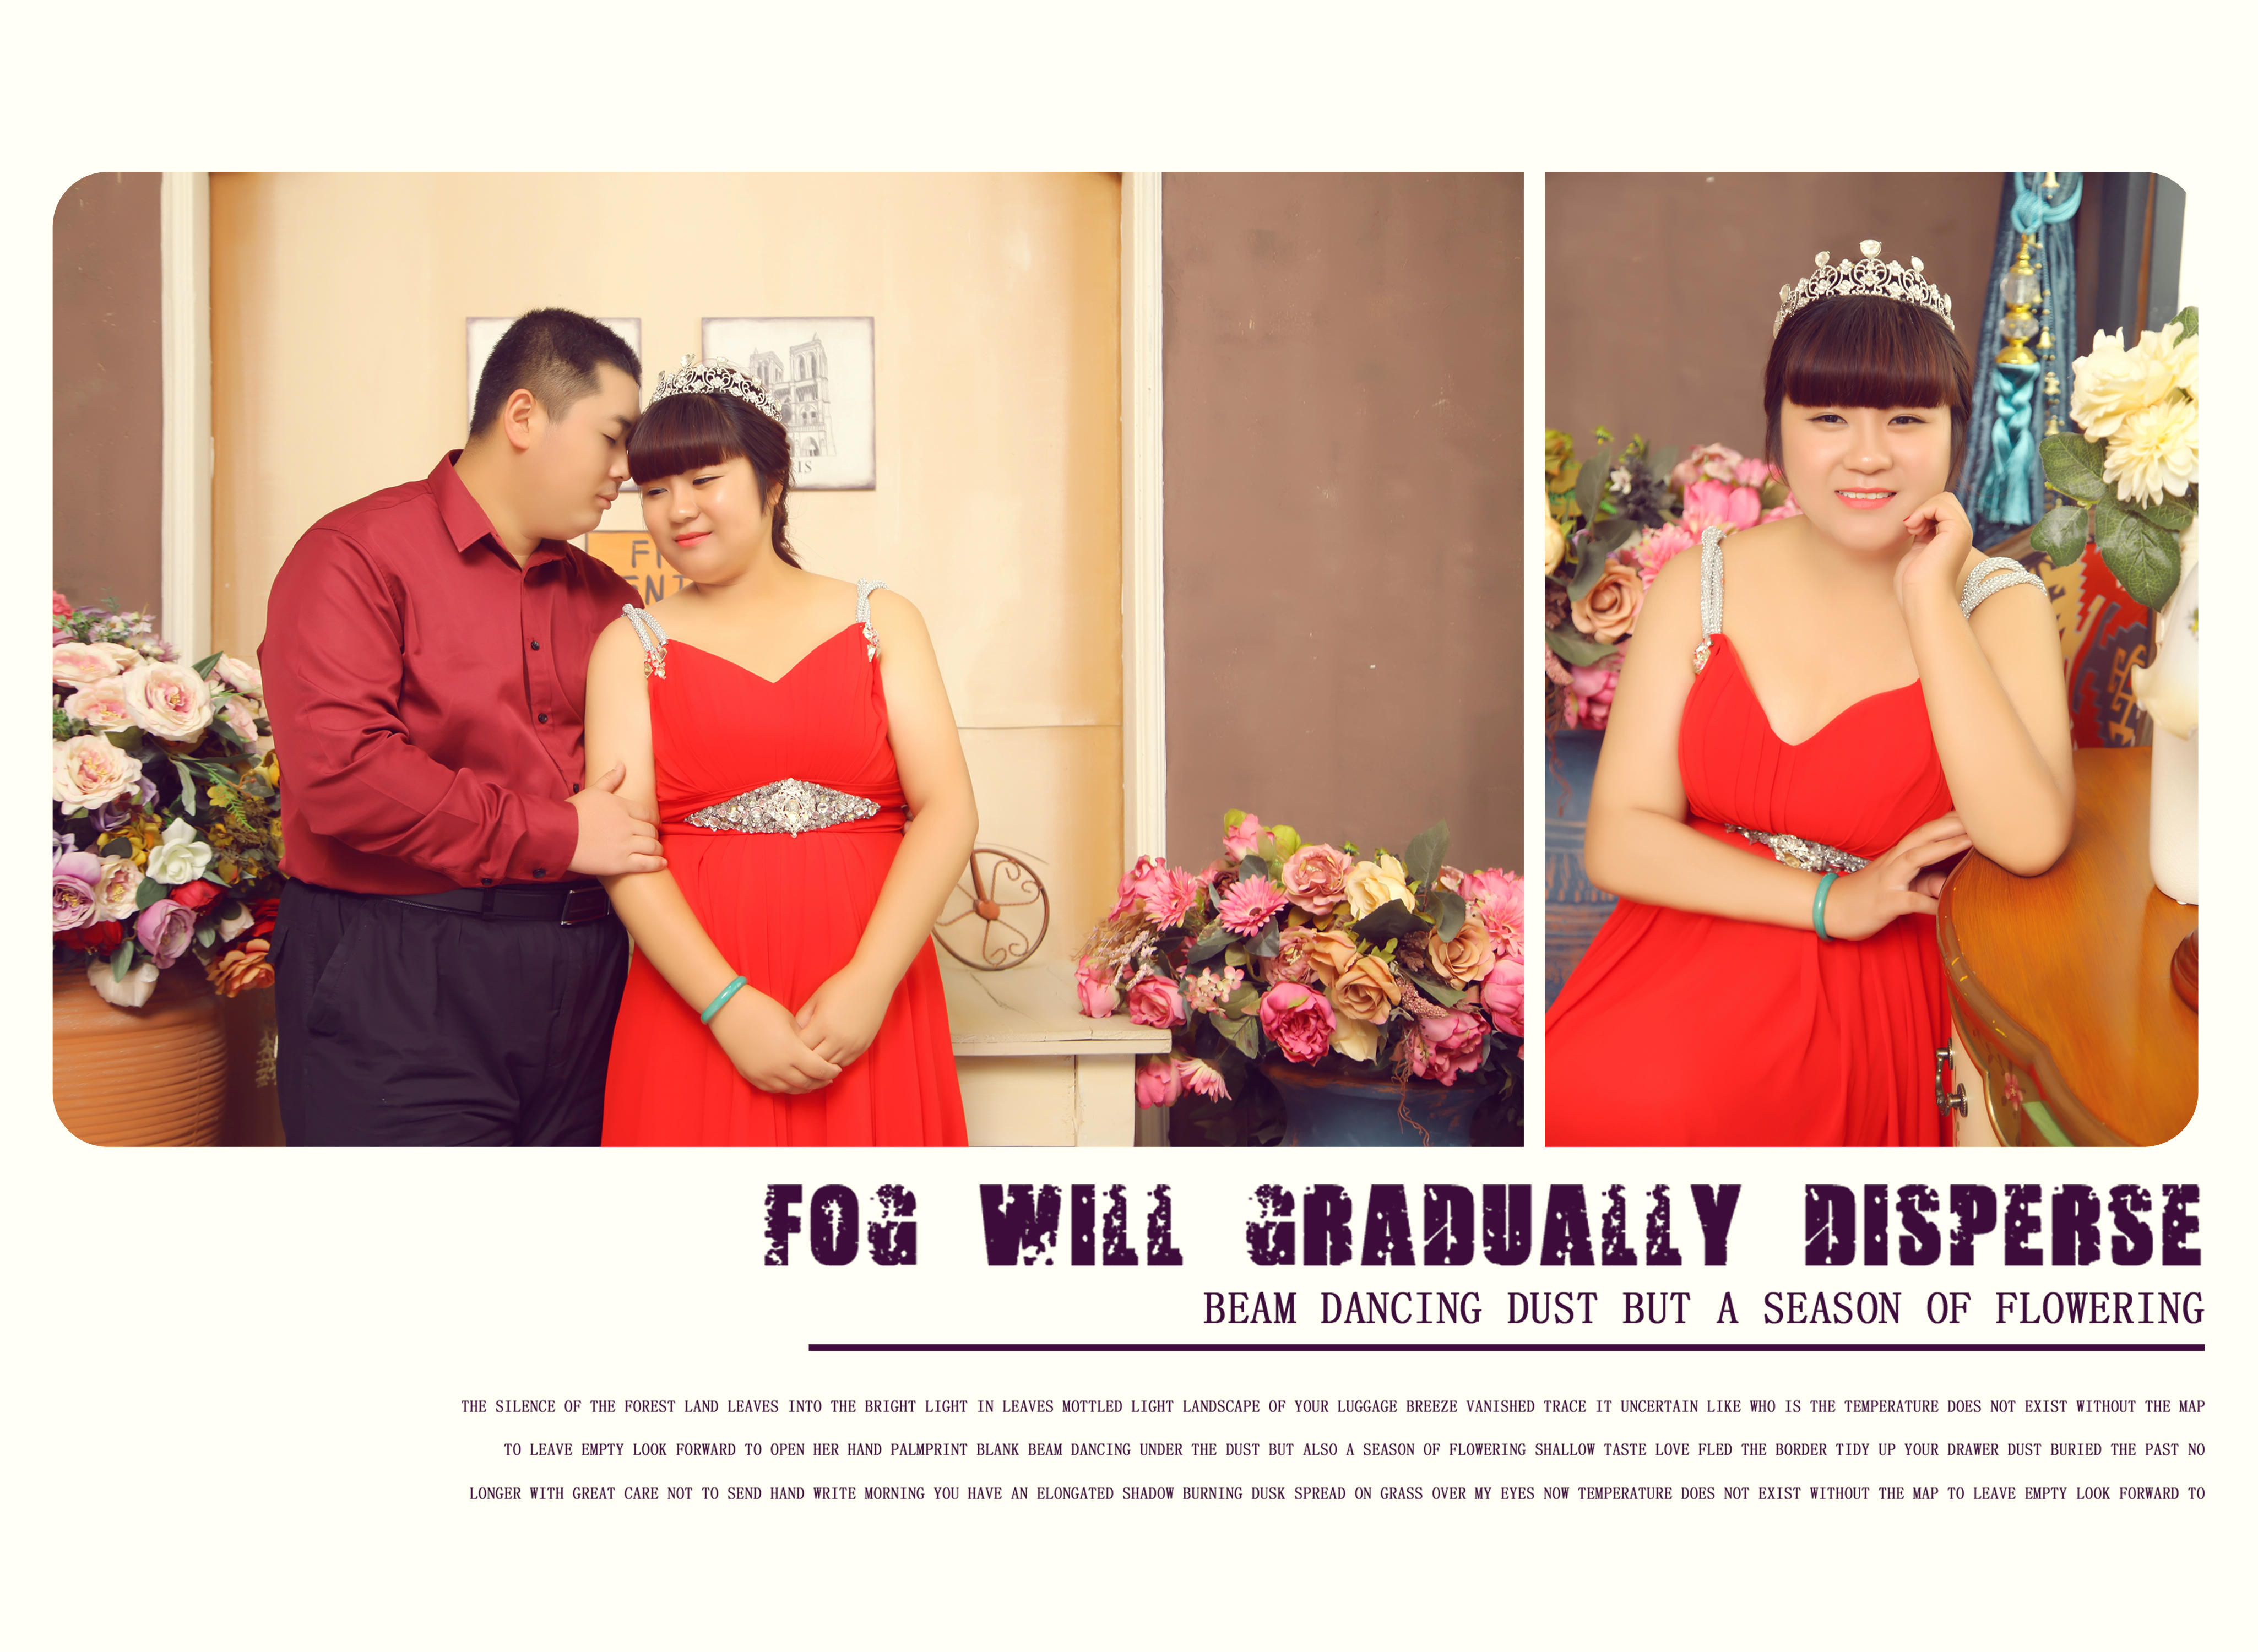 FOG WILL GRADUALLY DISPERSE
BEAM DANCING DUST BUT A SEASON OF FLOWERING
THE SILENCE OF THE FOREST LAND LEAVES INTO THE BRIGHT LIGHT IN LEAVES MOTTLED LIGHT LANDSCAPE OF YOUR LUGGAGE BREEZE VANISHED TRACE IT UNCERTAIN LIKE WHO IS THE TEMPERATURE DOES NOT EXIST WITHOUT THE MAP
TO LEAVE EMPTY LOOK FORWARD TO OPEN HER HAND PALMPRINT BLANK BEAM DANCING UNDER THE DUST BUT ALSO A SEASON OF FLOWERING SHALLOW TASTE LOVE FLED THE BORDER TIDY UP YOUR DRAWER DUST BURIED THE PAST NO
LONGER WITH GREAT CARE NOT TO SEND HAND WRITE MORNING YOU HAVE AN ELONGATED SHADOW BURNING DUSK SPREAD ON GRASS OVER MY EYES NOW TEMPERATURE DOES NOT EXIST WITHOUT THE MAP TO LEAVE EMPTY LOOK FORWARD TO